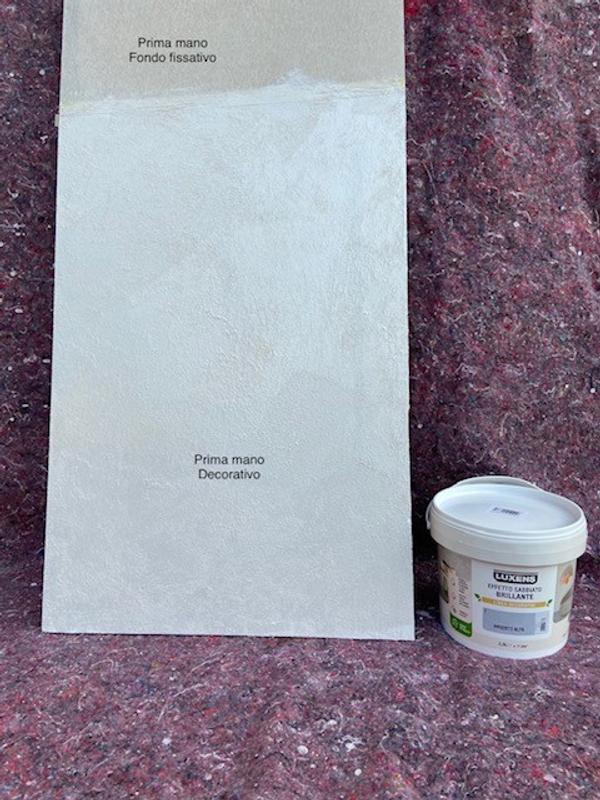 Prima mano
Fondo fissativo
Prima mano
Decorativo
LUXENS
EFFETTO SABBIATO
BRILLANTE